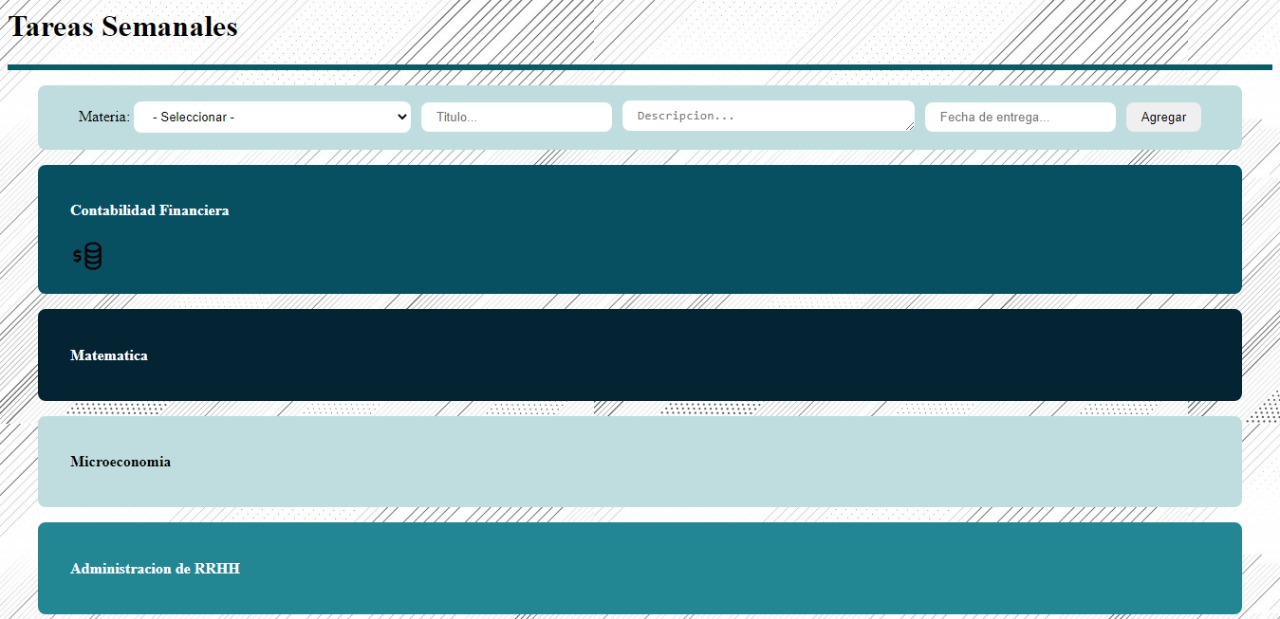 Tareas Semanales
Materia: - Seleccionar - Titulo... Descripcion... Fecha de entrega... Agregar
Contabilidad Financiera
$
Matematica
Microeconomia
Administracion de RRHH